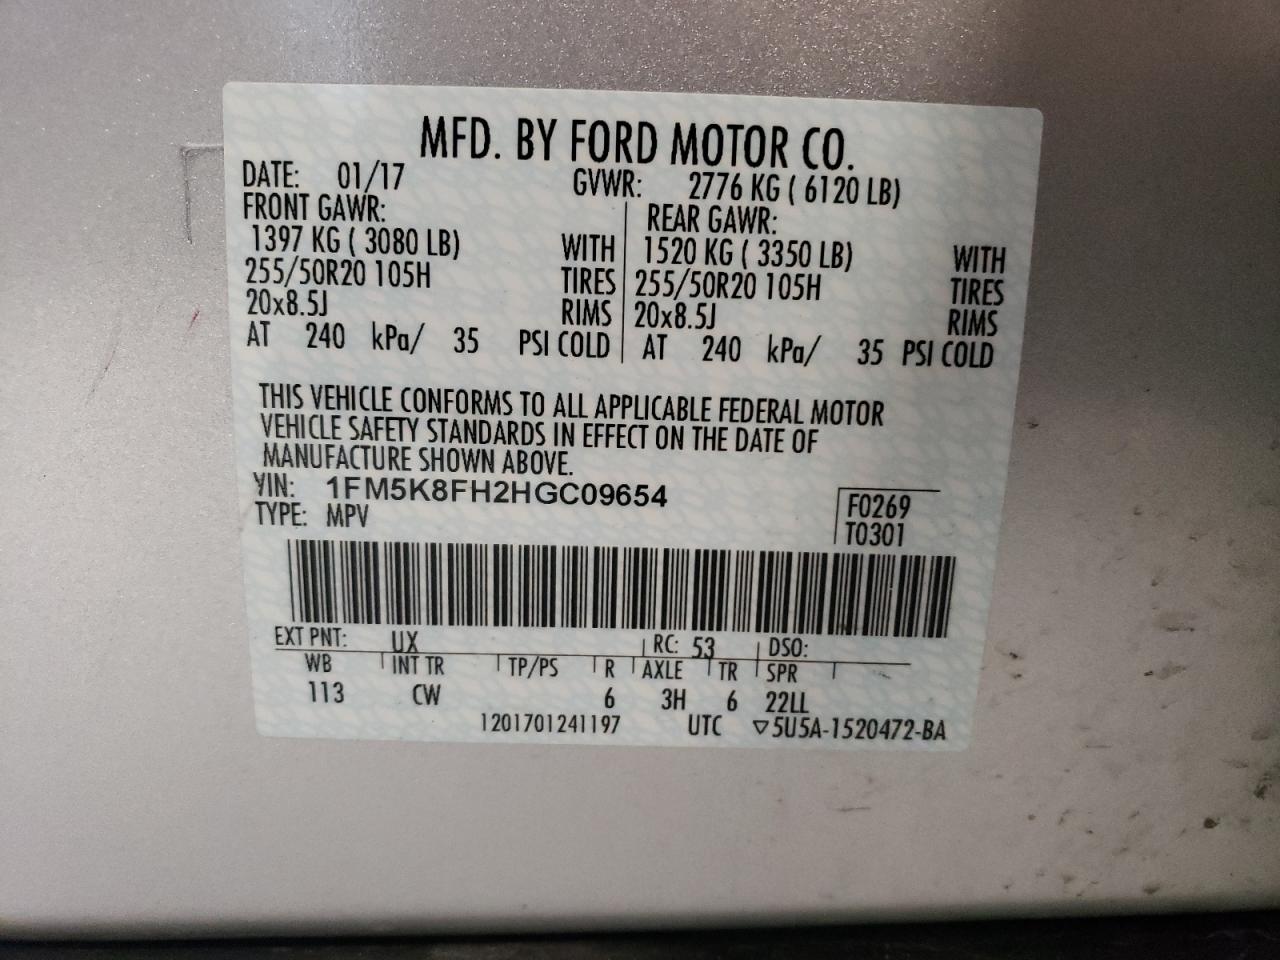 MFD. BY FORD MOTOR CO.
DATE: 01/17 GVWR: 2776 KG ( 6120 LB)
FRONT GAWR: REAR GAWR:
1397 KG ( 3080 LB) WITH 1520 KG ( 3350 LB) WITH
255/50R20 105H TIRES 255/50R20 105H TIRES
20x8.5J RIMS 20x8.5J RIMS
AT 240 kPa/ 35 PSI COLD AT 240 kPa/ 35 PSI COLD
THIS VEHICLE CONFORMS TO ALL APPLICABLE FEDERAL MOTOR
VEHICLE SAFETY STANDARDS IN EFFECT ON THE DATE OF
MANUFACTURE SHOWN ABOVE.
VIN: 1FM5K8FH2HGC09654 F0269
TYPE: MPV T0301
EXT PNT: UX RC: 53 DSO:
WB INT TR TP/PS R AXLE TR SPR
113 CW 6 3H 6 22LL
1201701241197 UTC ▽5U5A-1520472-BA